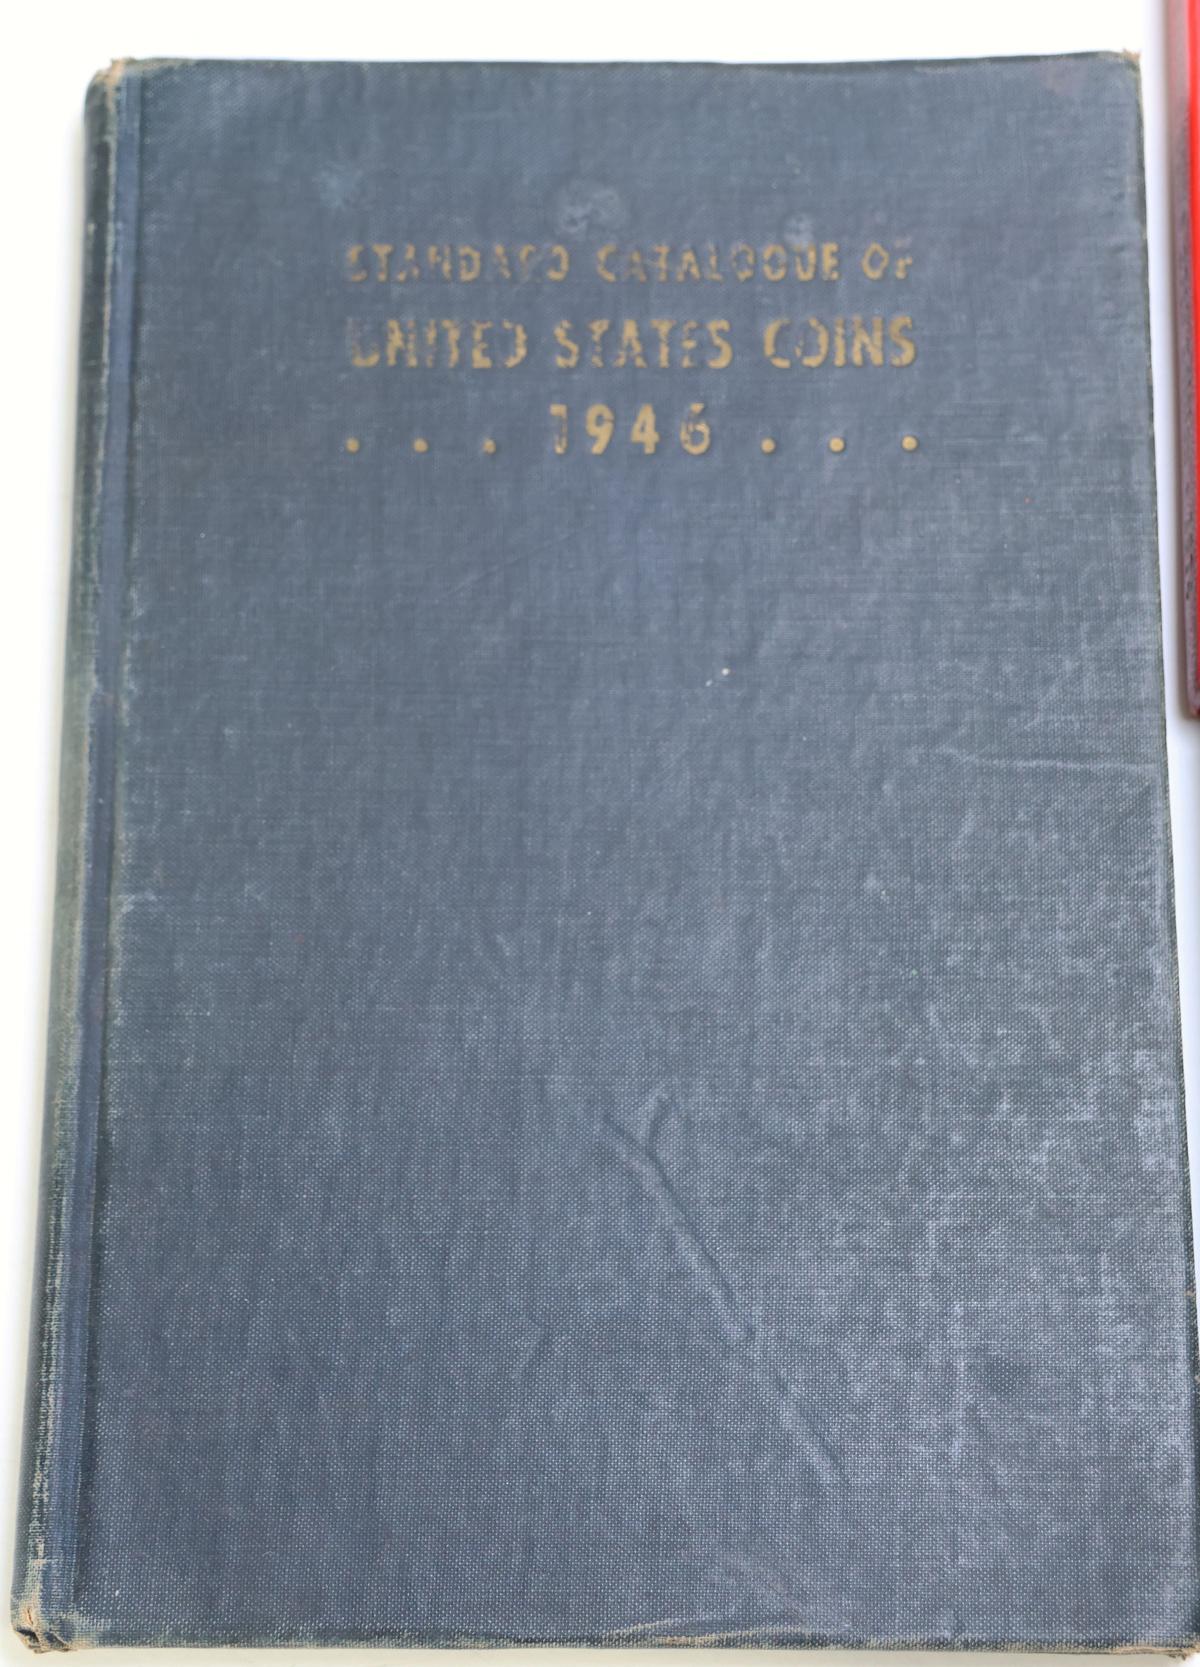 STANDARD CATALOGUE OF
UNITED STATES COINS
. . . 1946 . . .